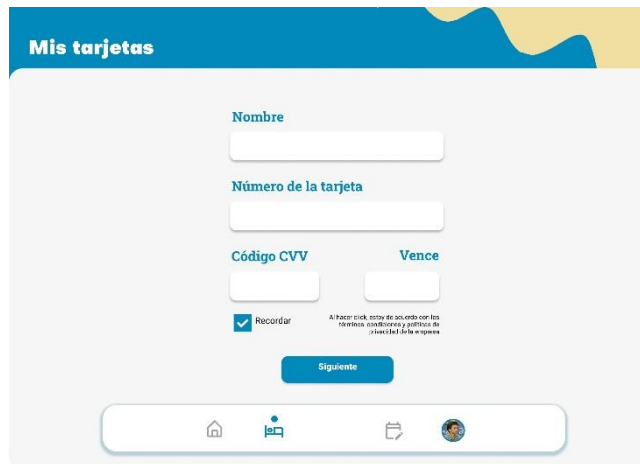 Mis tarjetas
Nombre
Número de la tarjeta
Código CVV
Vence
Recordar
Al hacer click, estoy de acuerdo con los
términos, condiciones y políticas de
privacidad de la empresa
Siguiente